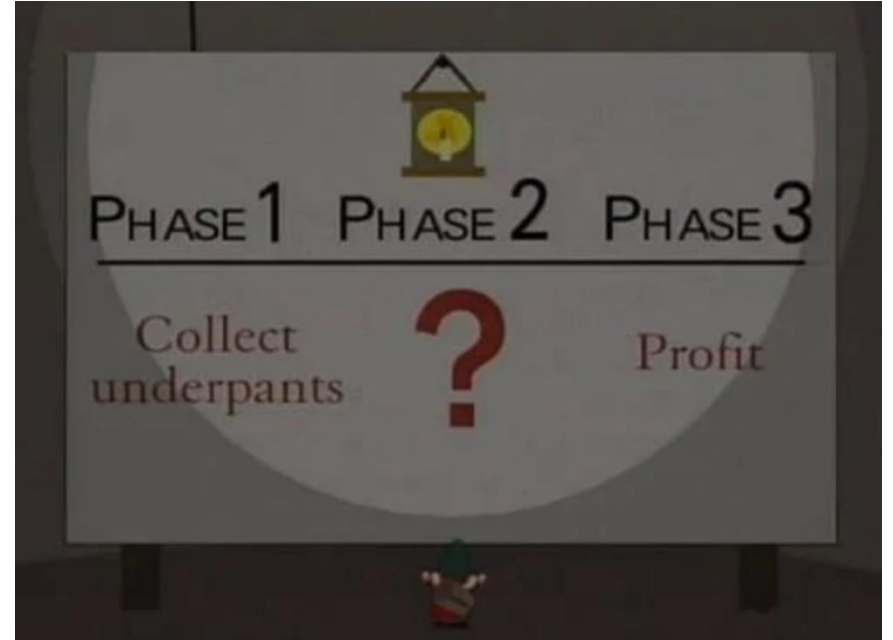 PHASE 1 PHASE 2 PHASE 3
Collect
underpants
?
Profit